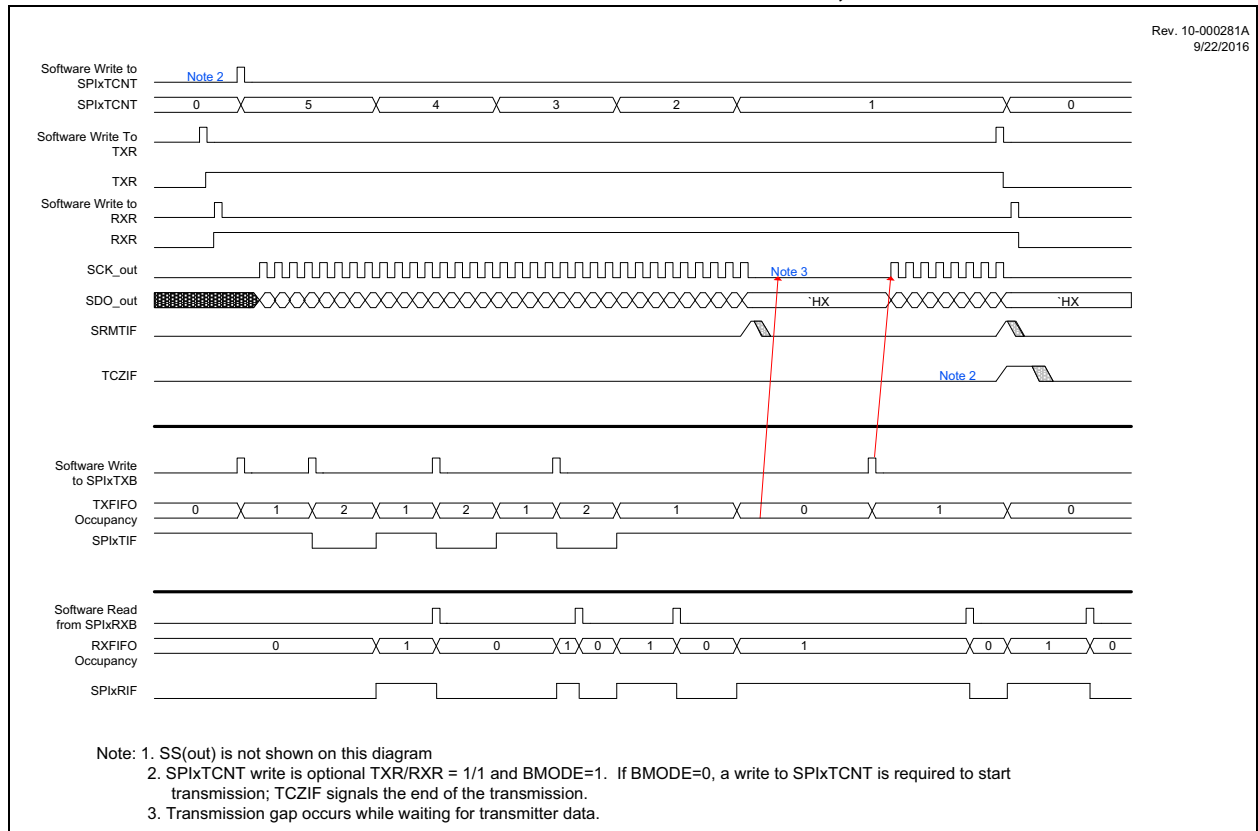 Rev. 10-000281A
9/22/2016
Software Write to
SPIxTCNT
Note 2
SPIxTCNT
0 5 4 3 2 1 0
Software Write To
TXR
TXR
Software Write to
RXR
RXR
SCK_out
Note 3
SDO_out
`HX `HX
SRMTIF
TCZIF
Note 2
Software Write
to SPIxTXB
TXFIFO
Occupancy
0 1 2 1 2 1 2 1 0 1 0
SPIxTIF
Software Read
from SPIxRXB
RXFIFO
Occupancy
0 1 0 1 0 1 0 1 0 1 0
SPIxRIF
Note: 1. SS(out) is not shown on this diagram
2. SPIxTCNT write is optional TXR/RXR = 1/1 and BMODE=1. If BMODE=0, a write to SPIxTCNT is required to start
transmission; TCZIF signals the end of the transmission.
3. Transmission gap occurs while waiting for transmitter data.